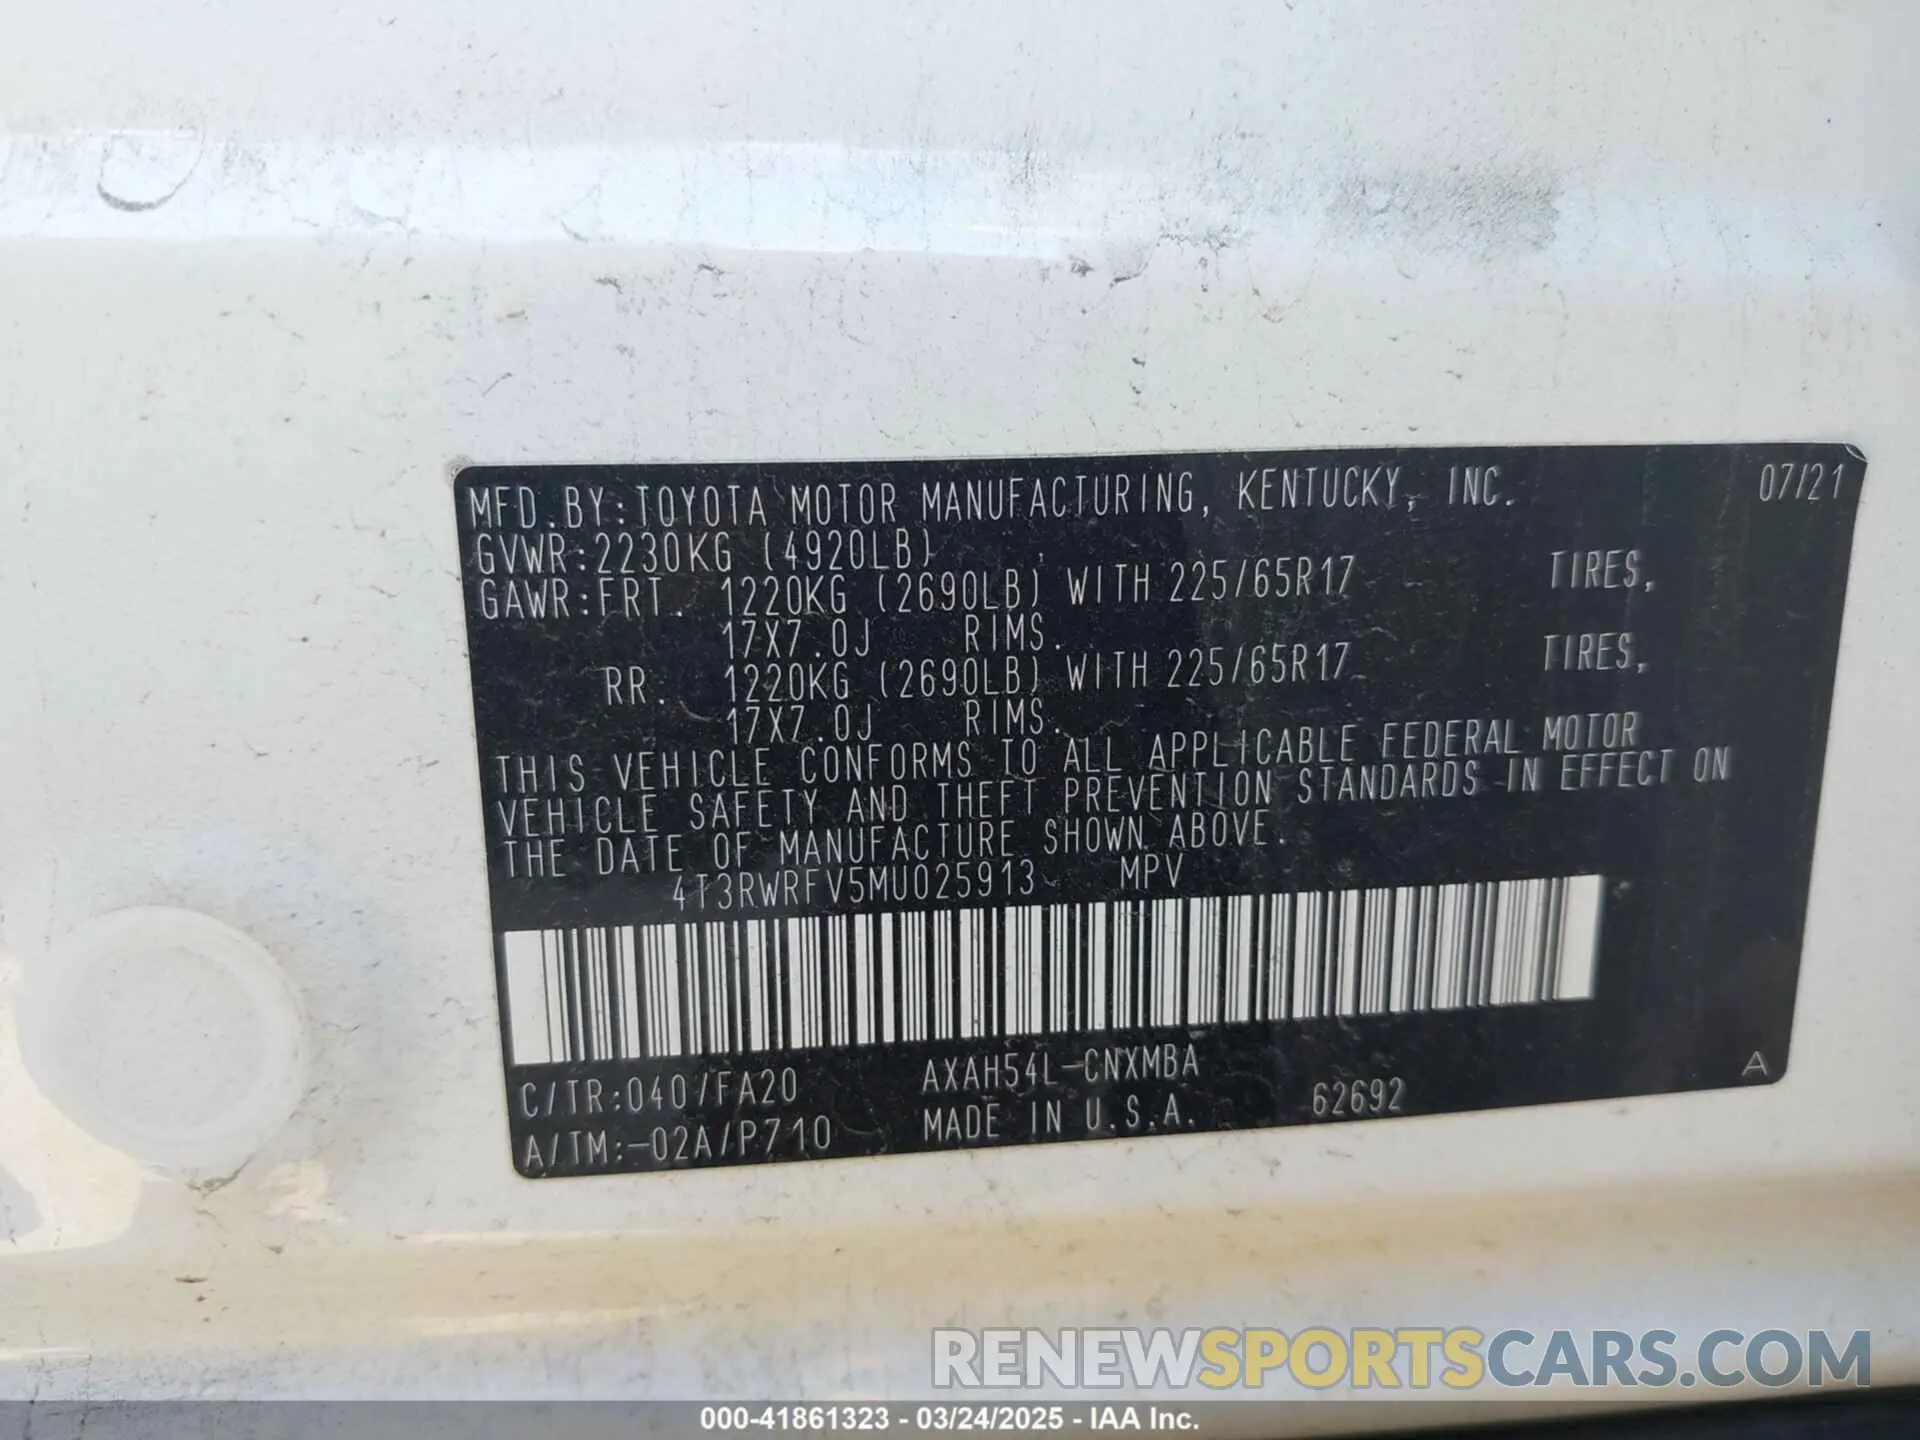 MFD. BY: TOYOTA MOTOR MANUFACTURING, KENTUCKY, INC. 07/21
GVWR: 2230KG (4920LB)
GAWR: FRT. 1220KG (2690LB) WITH 225/65R17 TIRES,
17X7.0J RIMS.
RR. 1220KG (2690LB) WITH 225/65R17 TIRES,
17X7.0J RIMS.
THIS VEHICLE CONFORMS TO ALL APPLICABLE FEDERAL MOTOR
VEHICLE SAFETY AND THEFT PREVENTION STANDARDS IN EFFECT ON
THE DATE OF MANUFACTURE SHOWN ABOVE.
4T3RWRFV5MU025913 MPV
C/TR:040/FA20 AXAH54L-CNXMBA
A/TM:-02A/P710 MADE IN U.S.A. 62692 A
RENEWSPORTSCARS.COM
000-41861323 - 03/24/2025 - IAA Inc.